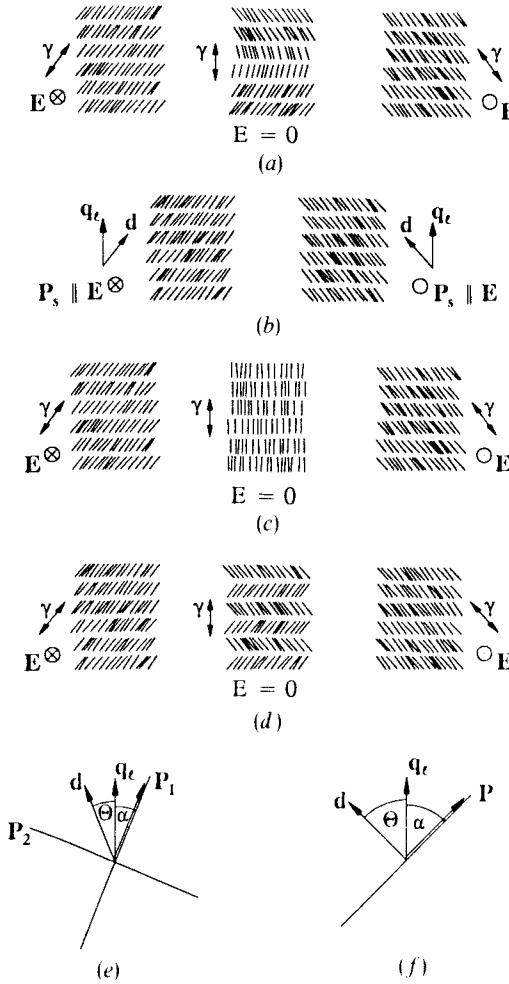 γ γ γ
E ⊗ ○ E
E = 0
(a)
q_ℓ d d q_ℓ
P_s ∥ E ⊗ ○ P_s ∥ E
(b)
γ γ γ
E ⊗ ○ E
E = 0
(c)
γ γ γ
E ⊗ ○ E
E = 0
(d)
d q_ℓ P_1 q_ℓ
Θ α d P
P_2 Θ α
(e) (f)